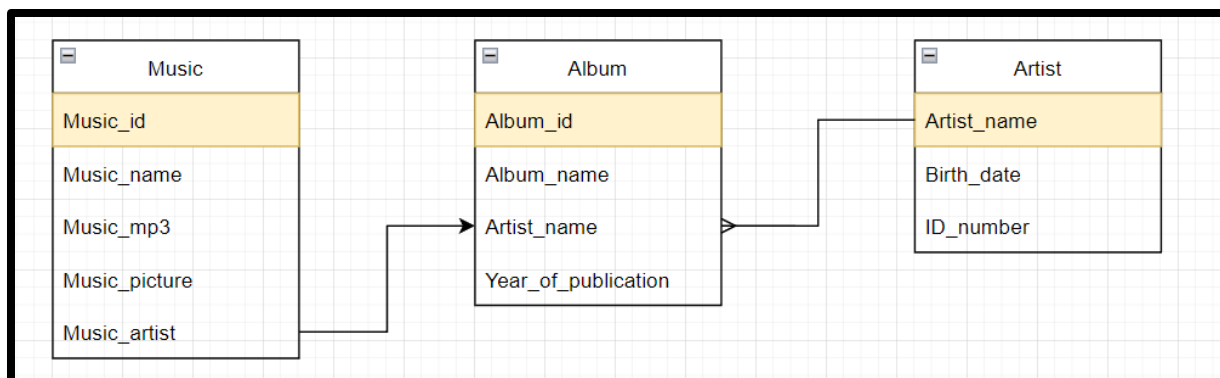 Music
Music_id
Music_name
Music_mp3
Music_picture
Music_artist
Album
Album_id
Album_name
Artist_name
Year_of_publication
Artist
Artist_name
Birth_date
ID_number